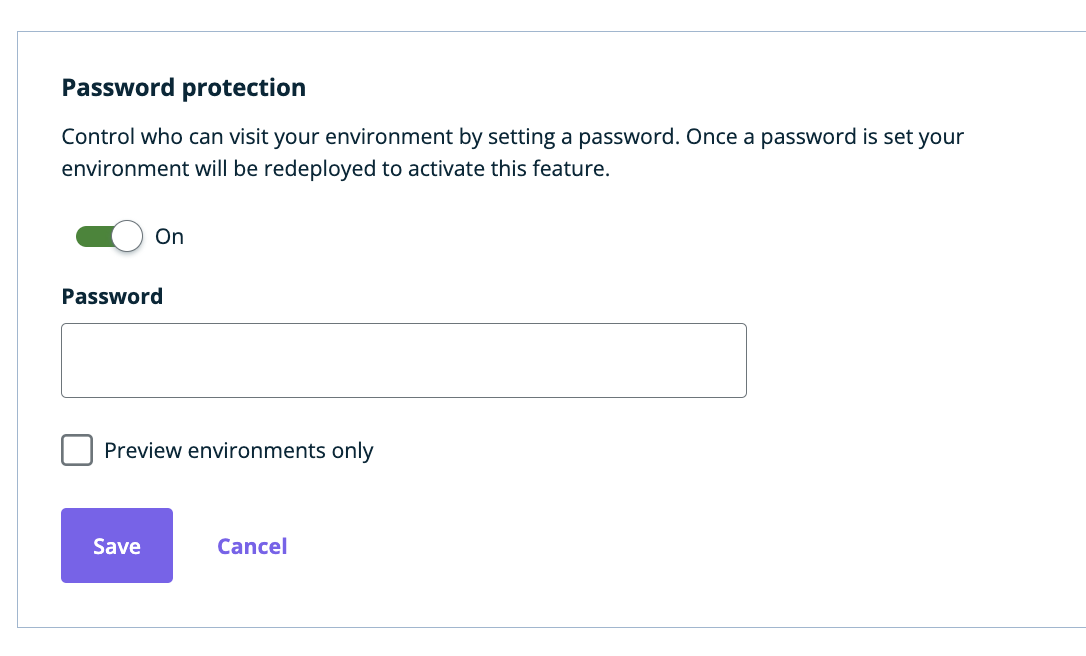 Password protection
Control who can visit your environment by setting a password. Once a password is set your
environment will be redeployed to activate this feature.
On
Password
Preview environments only
Save Cancel